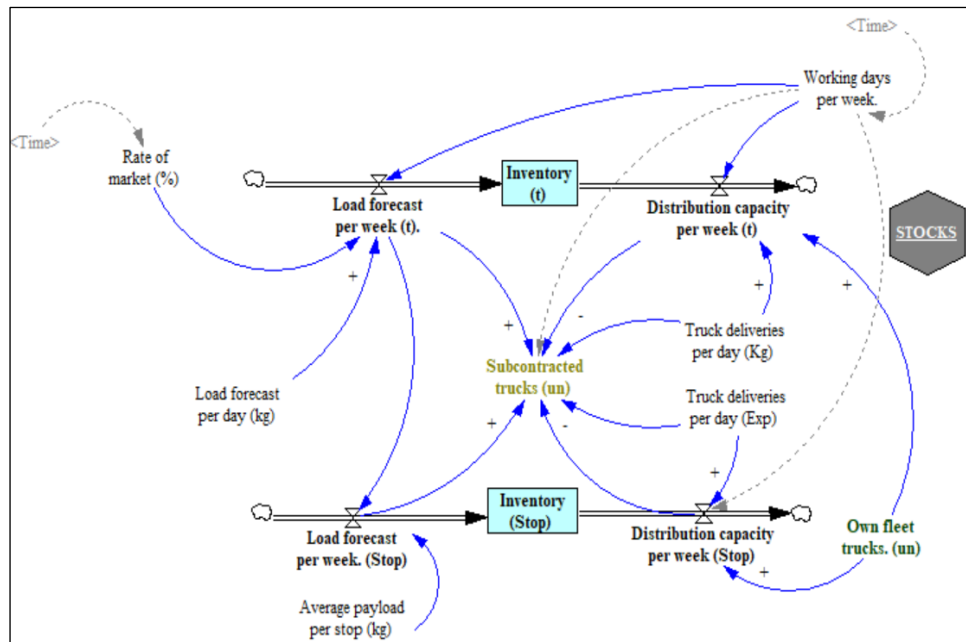 <Time>
Working days
per week.
<Time>
Rate of
market (%)
Inventory
(t)
Load forecast
per week (t).
Distribution capacity
per week (t)
STOCKS
+
+
+
+
-
Truck deliveries
per day (Kg)
Subcontracted
trucks (un)
Load forecast
per day (kg)
Truck deliveries
per day (Exp)
+
-
+
Inventory
(Stop)
Load forecast
per week. (Stop)
Distribution capacity
per week (Stop)
Own fleet
trucks. (un)
+
Average payload
per stop (kg)